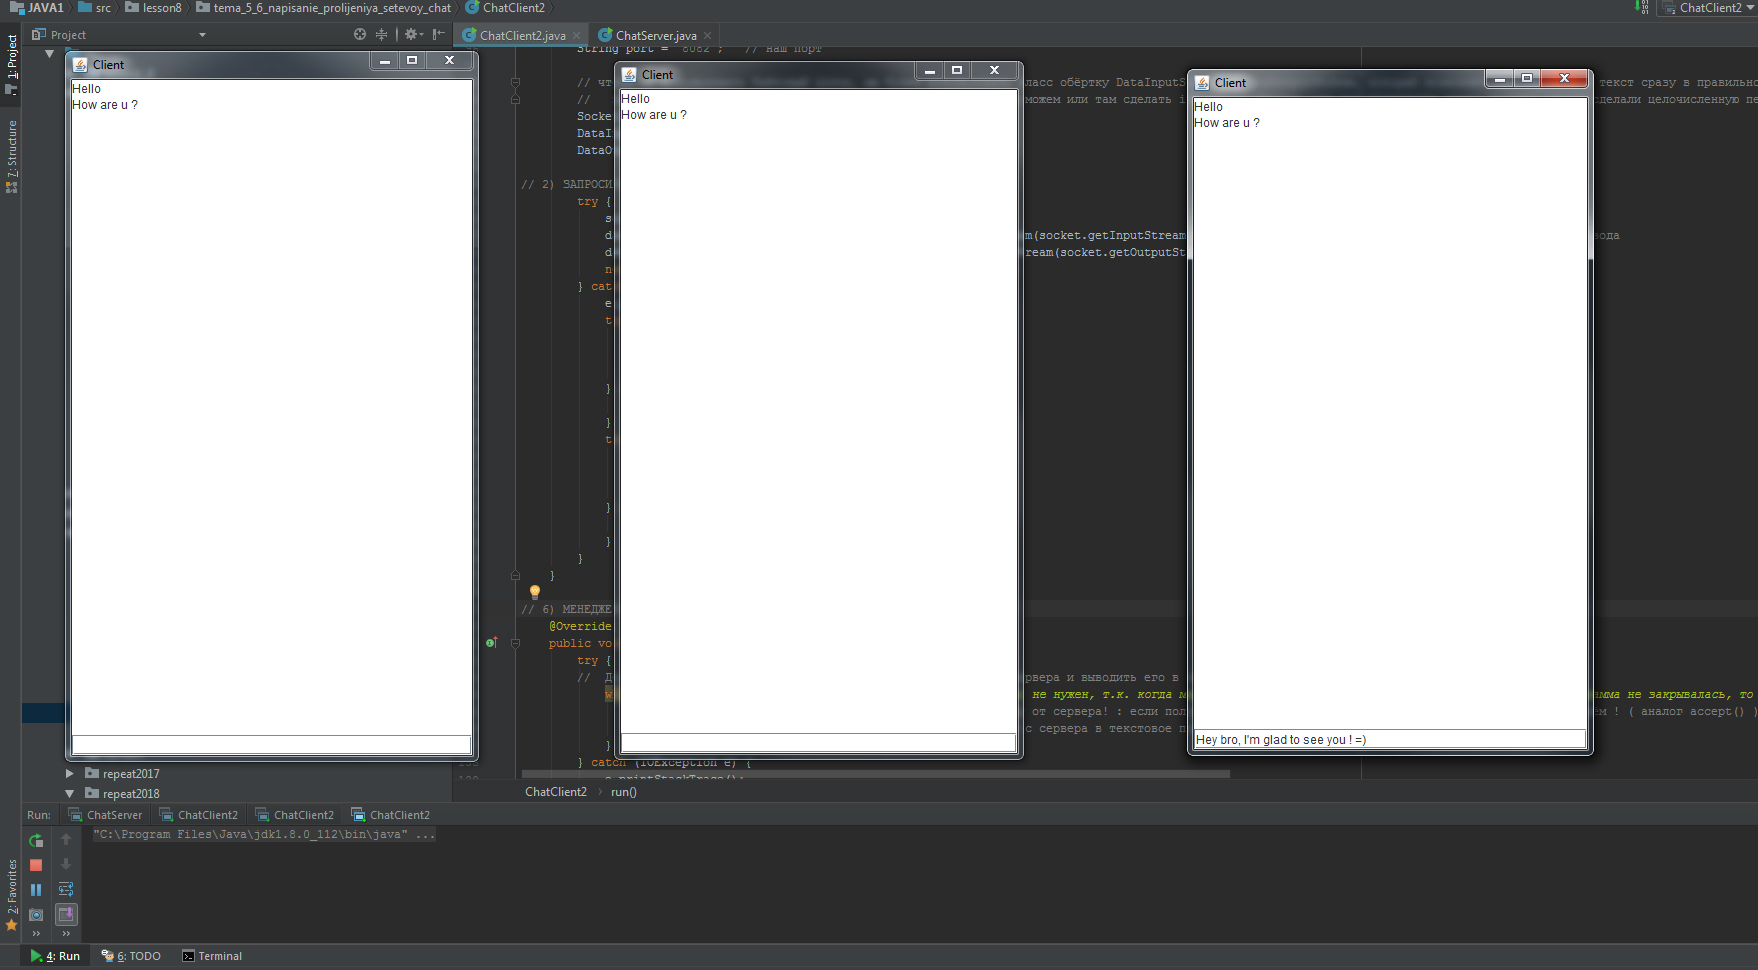 JAVA1 src lesson8 tema_5_6_napisanie_prolijeniya_setevoy_chat ChatClient2
ChatClient2
Project
ChatClient2.java
ChatServer.java
1: Project
7: Structure
2: Favorites
Client
Hello
How are u ?
Client
Hello
How are u ?
Client
Hello
How are u ?
Hey bro, I'm glad to see you ! =)
String port = "8082"; // наш порт
ласс обёртку DataInputS
текст сразу в правильно
можем или там сделать i
сделали целочисленную пе
Socke
DataI
DataO
// 2) ЗАПРОСИ
try {
s
d m(socket.getInputStream вода
d ream(socket.getOutputSt
n
} cat
e
t
}
}
t
}
}
}
}
// 6) МЕНЕДЖЕ
@Override
public vo
try {
// Д рвера и выводить его в
w не нужен, т.к. когда м амма не закрывалась, то
от сервера! : если пол м ! ( аналог accept() )
с сервера в текстовое п
}
} catch (IOException e) {
e.printStackTrace();
repeat2017
repeat2018
ChatClient2 run()
Run: ChatServer ChatClient2 ChatClient2 ChatClient2
"C:\Program Files\Java\jdk1.8.0_112\bin\java" ...
4: Run 6: TODO Terminal